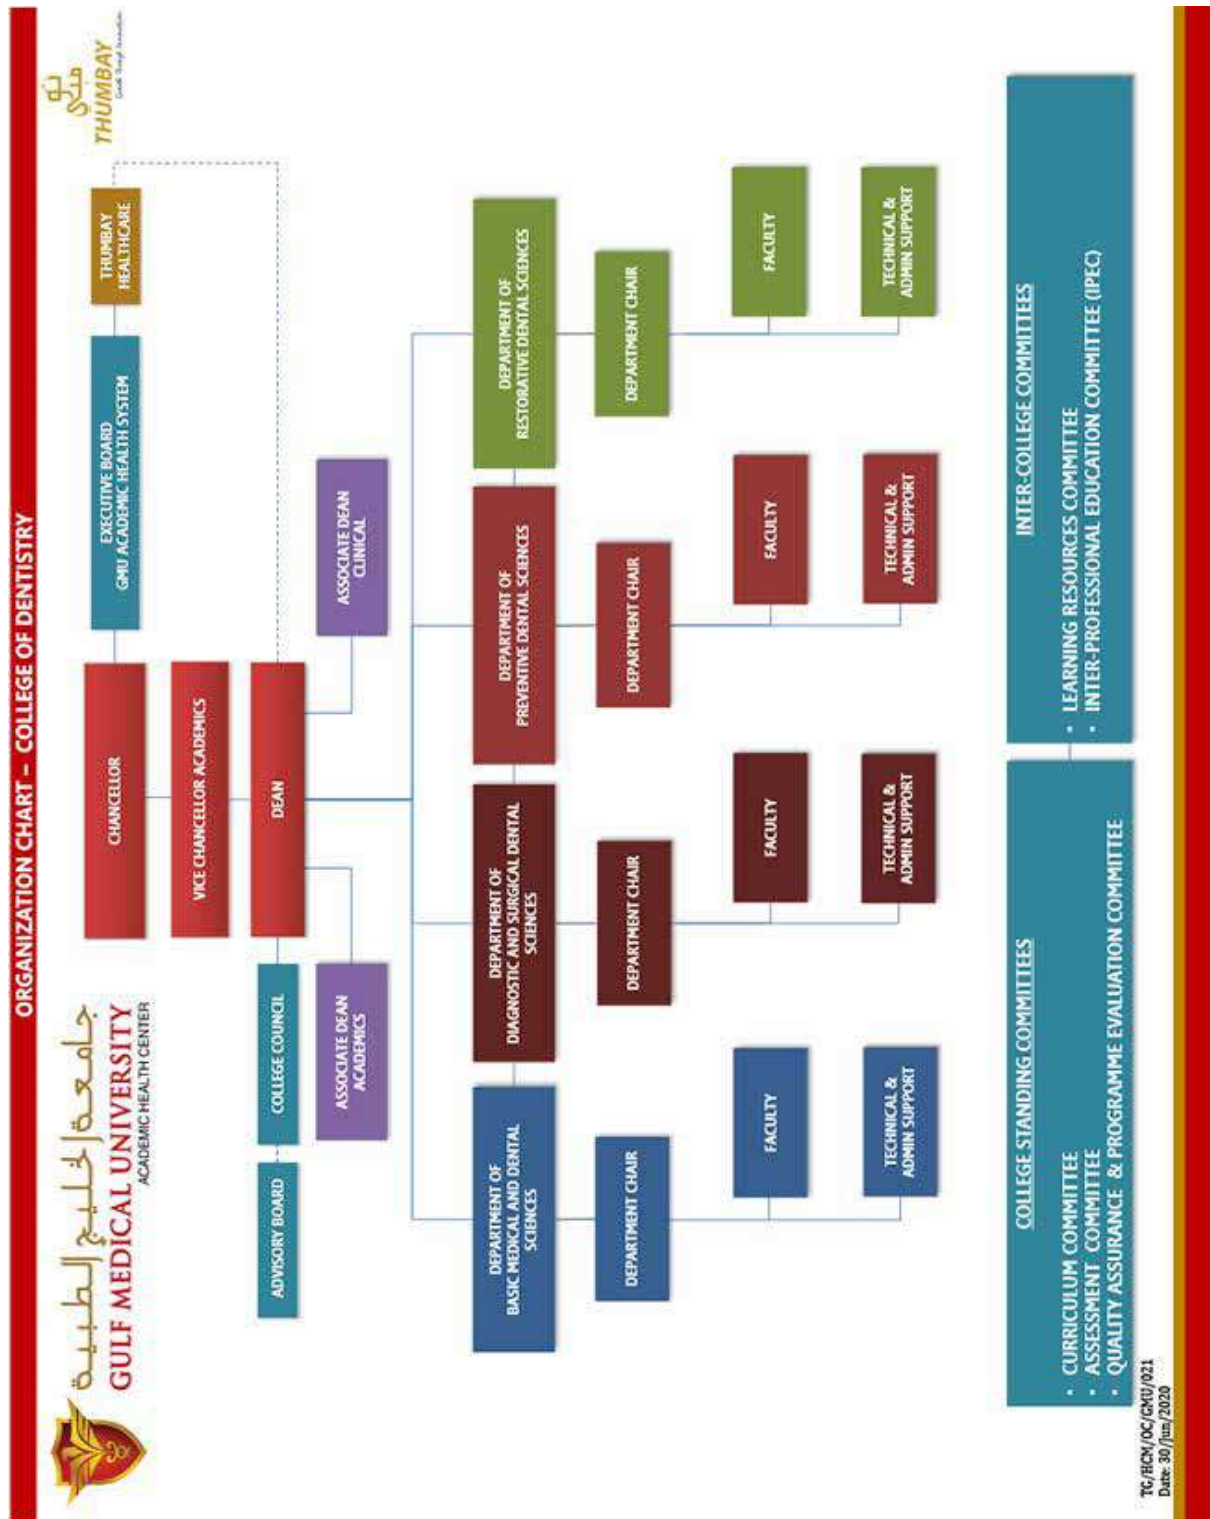 ORGANIZATION CHART – COLLEGE OF DENTISTRY
جامعة الخليج الطبية
GULF MEDICAL UNIVERSITY
ACADEMIC HEALTH CENTER
ثومبي
THUMBAY
CHANCELLOR
EXECUTIVE BOARD
GMU ACADEMIC HEALTH SYSTEM
THUMBAY
HEALTHCARE
VICE CHANCELLOR ACADEMICS
ADVISORY BOARD
COLLEGE COUNCIL
DEAN
ASSOCIATE DEAN
ACADEMICS
ASSOCIATE DEAN
CLINICAL
DEPARTMENT OF
BASIC MEDICAL AND DENTAL
SCIENCES
DEPARTMENT OF
DIAGNOSTIC AND SURGICAL DENTAL
SCIENCES
DEPARTMENT OF
PREVENTIVE DENTAL SCIENCES
DEPARTMENT OF
RESTORATIVE DENTAL SCIENCES
DEPARTMENT CHAIR
DEPARTMENT CHAIR
DEPARTMENT CHAIR
DEPARTMENT CHAIR
FACULTY
FACULTY
FACULTY
FACULTY
TECHNICAL &
ADMIN SUPPORT
TECHNICAL &
ADMIN SUPPORT
TECHNICAL &
ADMIN SUPPORT
TECHNICAL &
ADMIN SUPPORT
COLLEGE STANDING COMMITTEES
• CURRICULUM COMMITTEE
• ASSESSMENT COMMITTEE
• QUALITY ASSURANCE & PROGRAMME EVALUATION COMMITTEE
INTER-COLLEGE COMMITTEES
• LEARNING RESOURCES COMMITTEE
• INTER-PROFESSIONAL EDUCATION COMMITTEE (IPEC)
TG/HCM/OC/GMU/021
Date: 30/Jun/2020